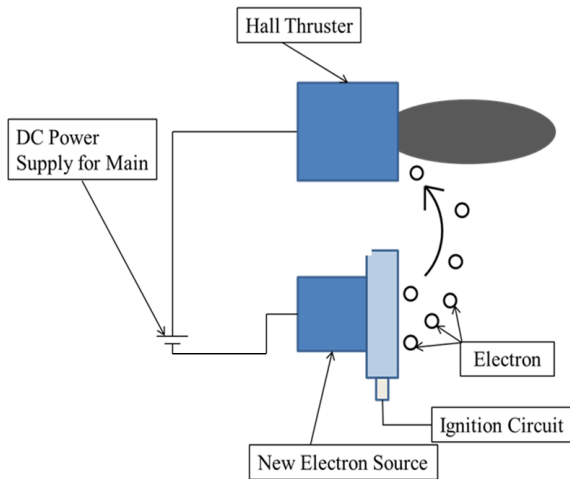 Hall Thruster
DC Power
Supply for Main
Electron
Ignition Circuit
New Electron Source